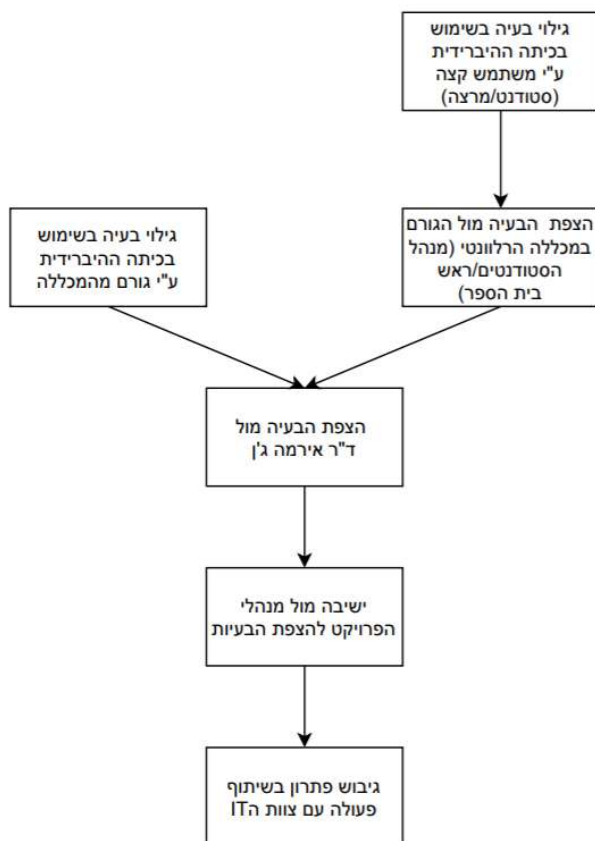 גילוי בעיה בשימוש
בכיתה ההיברידית
ע"י משתמש קצה
(סטודנט/מרצה)
הצפת הבעיה מול הגורם
במכללה הרלוונטי (מנהל
הסטודנטים/ראש
בית הספר)
גילוי בעיה בשימוש
בכיתה ההיברידית
ע"י גורם מהמכללה
הצפת הבעיה מול
ד"ר אירמה ג'ן
ישיבה מול מנהלי
הפרויקט להצפת הבעיות
גיבוש פתרון בשיתוף
פעולה עם צוות הIT